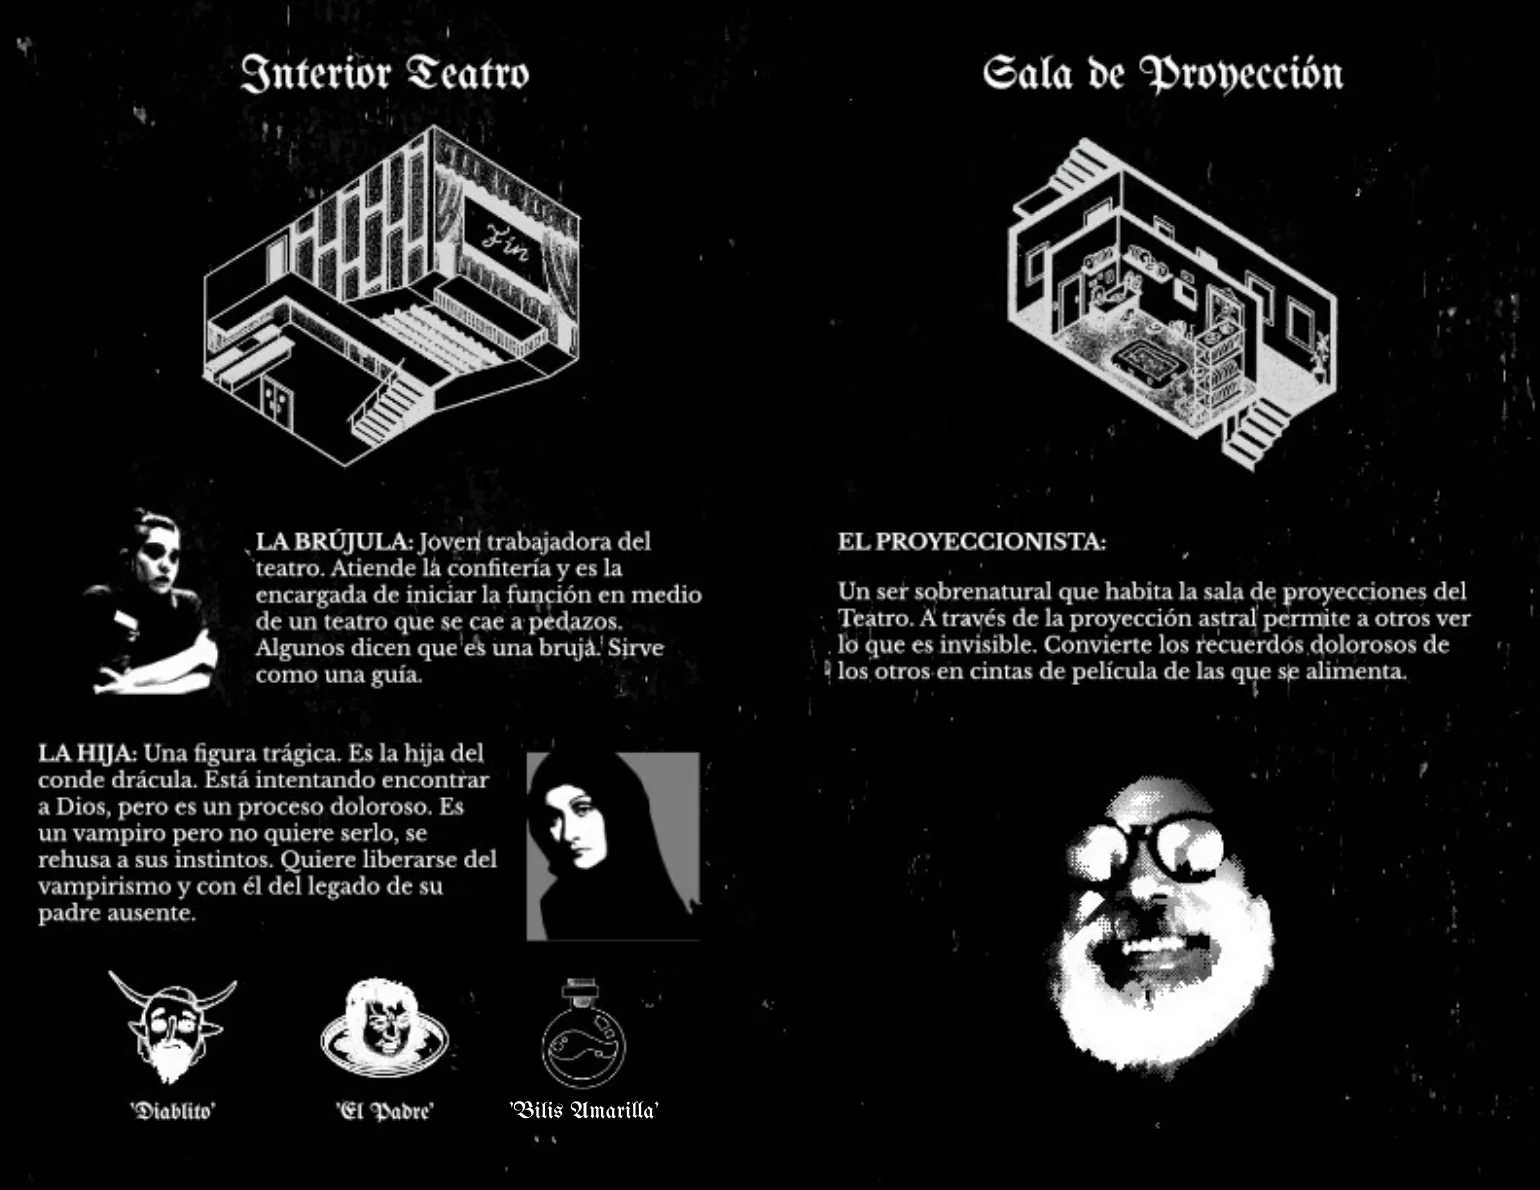 Interior Teatro
Fin
LA BRÚJULA: Joven trabajadora del
teatro. Atiende la confitería y es la
encargada de iniciar la función en medio
de un teatro que se cae a pedazos.
Algunos dicen que es una bruja. Sirve
como una guía.
LA HIJA: Una figura trágica. Es la hija del
conde drácula. Está intentando encontrar
a Dios, pero es un proceso doloroso. Es
un vampiro pero no quiere serlo, se
rehusa a sus instintos. Quiere liberarse del
vampirismo y con él del legado de su
padre ausente.
'Diablito'
'El Padre'
'Bilis Amarilla'
Sala de Proyección
EL PROYECCIONISTA:
Un ser sobrenatural que habita la sala de proyecciones del
Teatro. A través de la proyección astral permite a otros ver
lo que es invisible. Convierte los recuerdos dolorosos de
los otros en cintas de película de las que se alimenta.